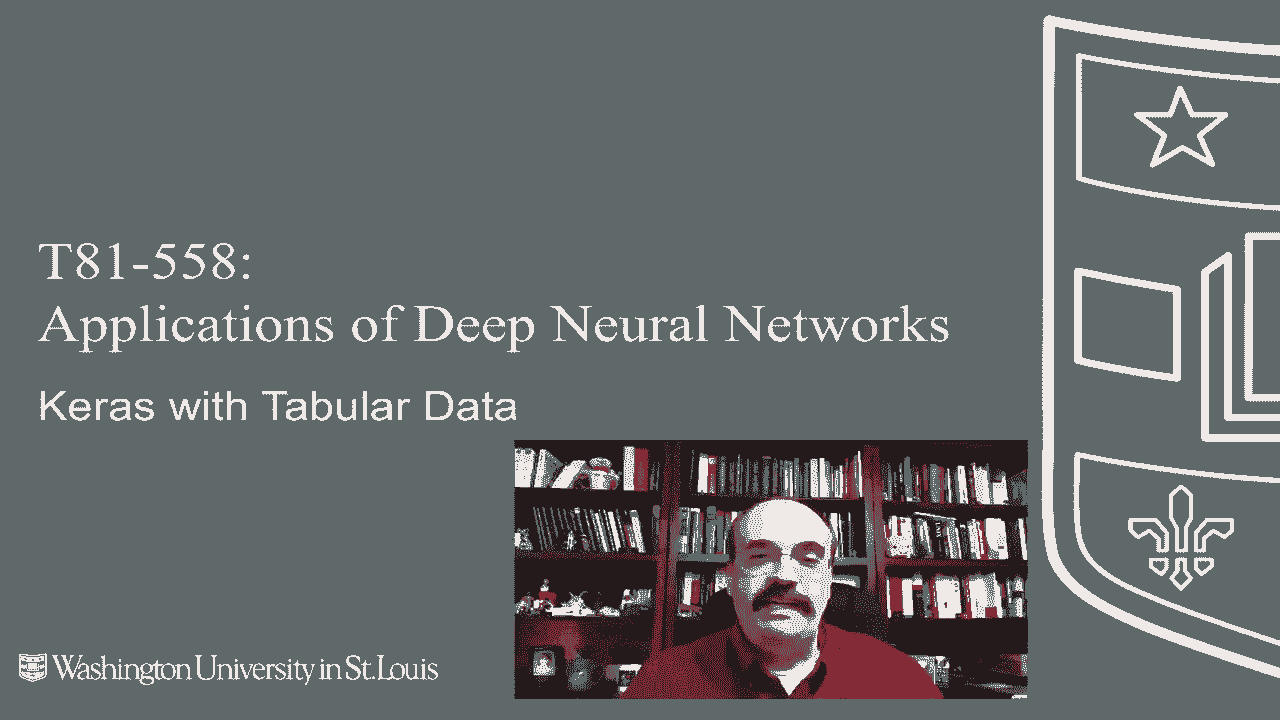 T81-558:
Applications of Deep Neural Networks
Keras with Tabular Data
Washington University in St. Louis